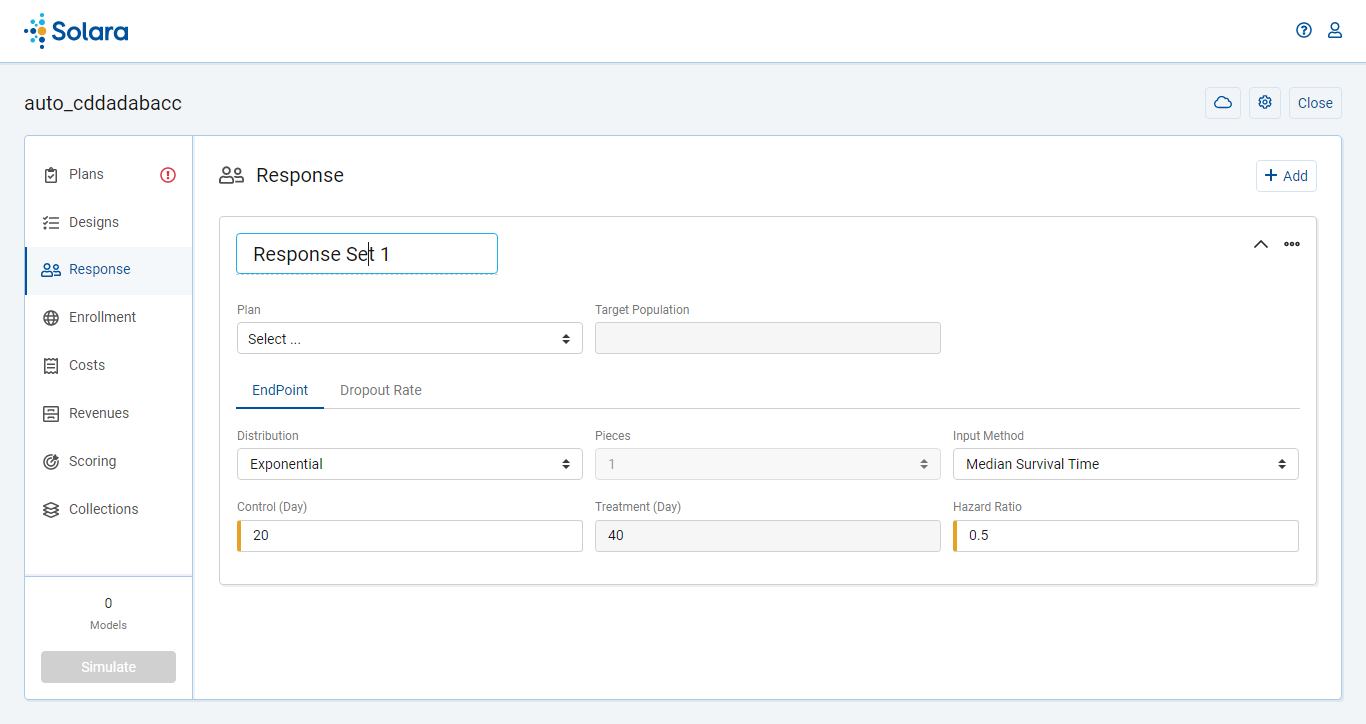 Solara
auto_cddadabacc
Close
Plans
Designs
Response
Enrollment
Costs
Revenues
Scoring
Collections
0
Models
Simulate
Response
+ Add
Response Set 1
Plan
Target Population
Select ...
EndPoint
Dropout Rate
Distribution
Pieces
Input Method
Exponential
1
Median Survival Time
Control (Day)
Treatment (Day)
Hazard Ratio
20
40
0.5